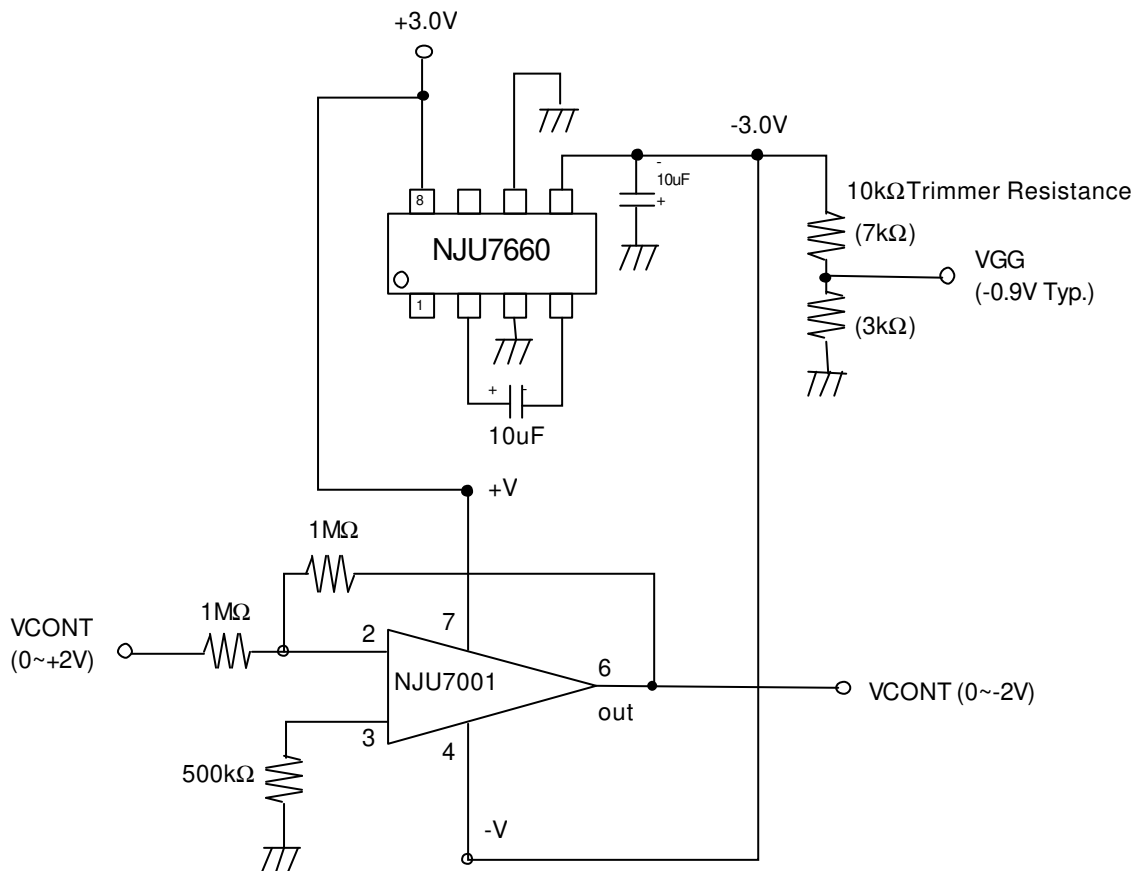 +3.0V
-3.0V
-
10uF
+
10kΩTrimmer Resistance
8
(7kΩ)
NJU7660
VGG
(-0.9V Typ.)
1
(3kΩ)
+ -
10uF
+V
1MΩ
1MΩ
VCONT
(0~+2V)
2
7
NJU7001
6
VCONT (0~-2V)
out
3
4
500kΩ
-V